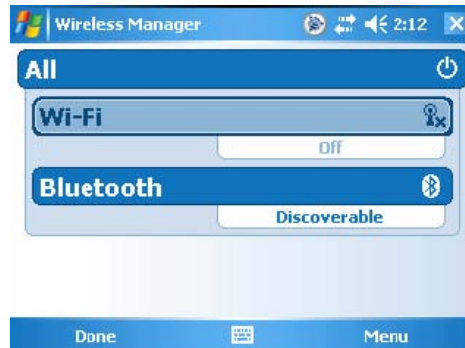 Wireless Manager 2:12
All
Wi-Fi
Off
Bluetooth
Discoverable
Done Menu